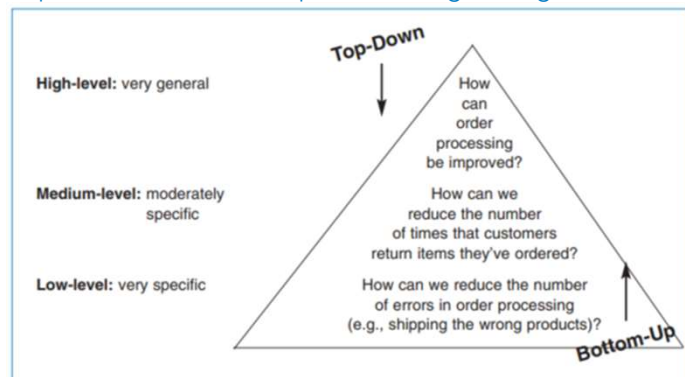 Top-Down
High-level: very general
How
can
order
processing
be improved?
Medium-level: moderately
specific
How can we
reduce the number
of times that customers
return items they've ordered?
Low-level: very specific
How can we reduce the number
of errors in order processing
(e.g., shipping the wrong products)?
Bottom-Up